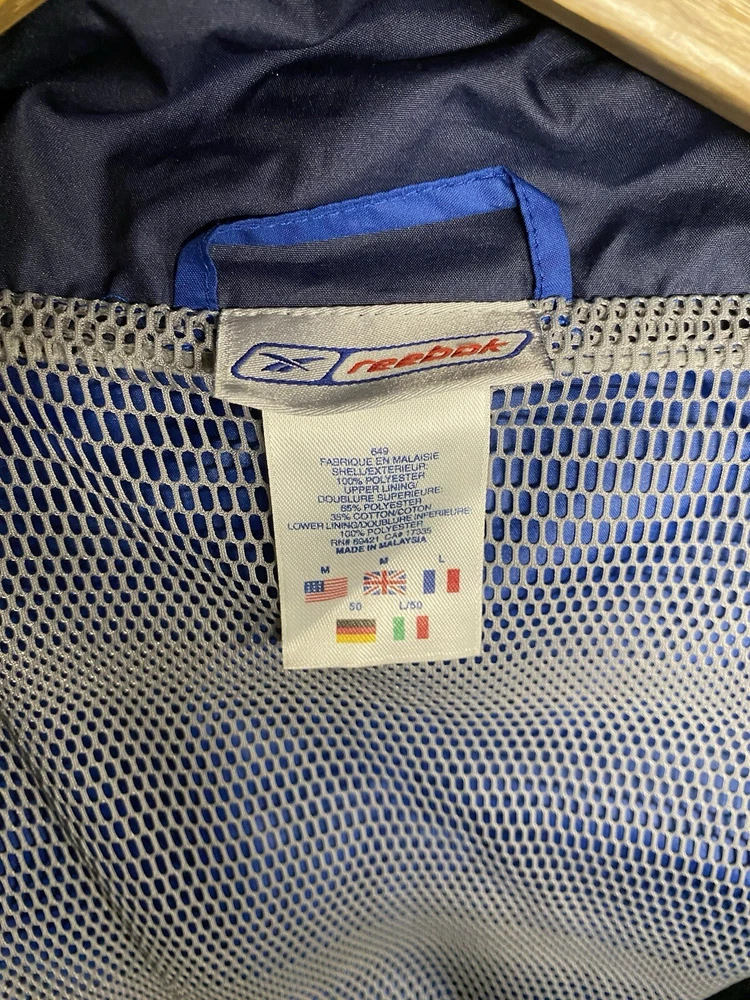 reebok
649
FABRIQUE EN MALAISIE
SHELL/EXTERIEUR:
100% POLYESTER
UPPER LINING/
DOUBLURE SUPERIEURE:
65% POLYESTER
35% COTTON/COTON
LOWER LINING/DOUBLURE INFERIEURE:
100% POLYESTER
RN# 69421 CA# 17335
MADE IN MALAYSIA
M M L
50 L/50